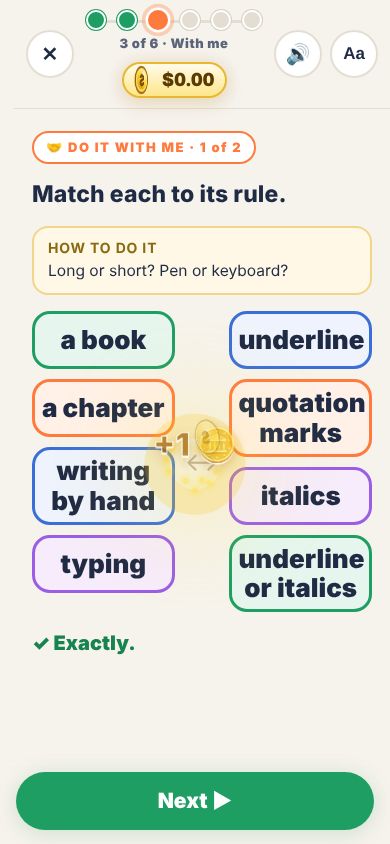 3 of 6 · With me
$0.00
Aa
DO IT WITH ME · 1 of 2
Match each to its rule.
HOW TO DO IT
Long or short? Pen or keyboard?
a book
underline
a chapter
quotation
marks
+1
writing
by hand
italics
typing
underline
or italics
✓ Exactly.
Next ▶